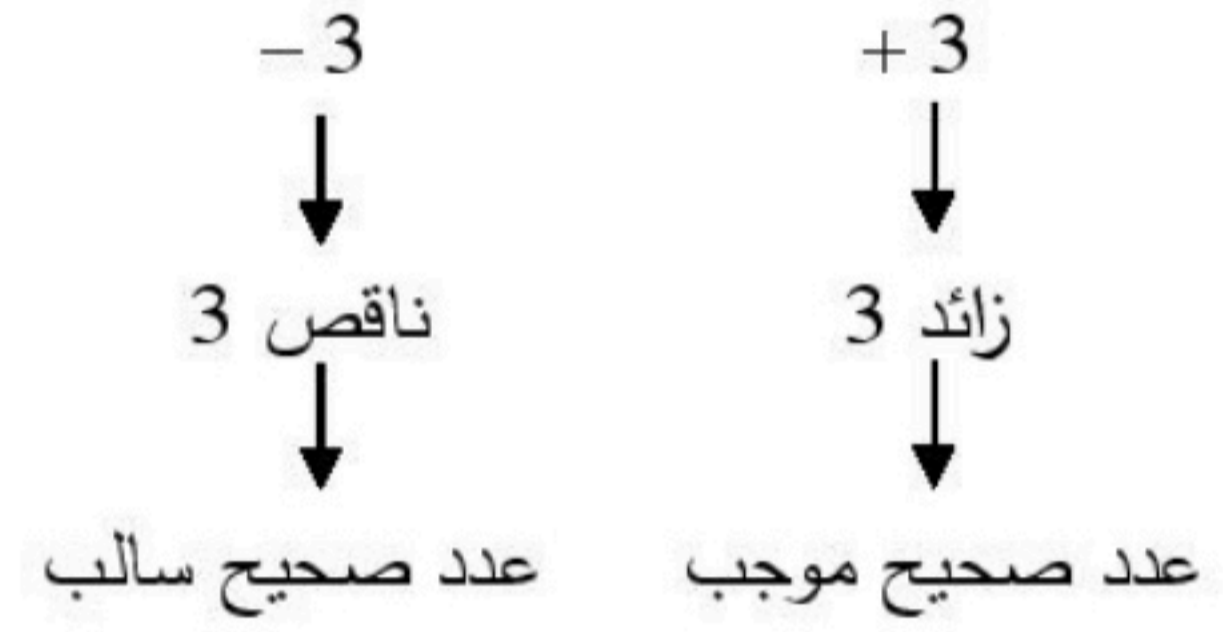 + 3
– 3
زائد 3
ناقص 3
عدد صحيح موجب
عدد صحيح سالب